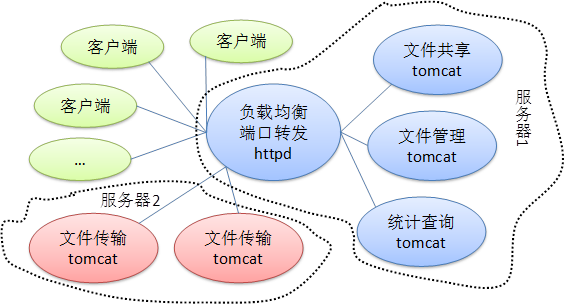 客户端
客户端
客户端
...
负载均衡
端口转发
httpd
文件共享
tomcat
文件管理
tomcat
统计查询
tomcat
服务器1
服务器2
文件传输
tomcat
文件传输
tomcat